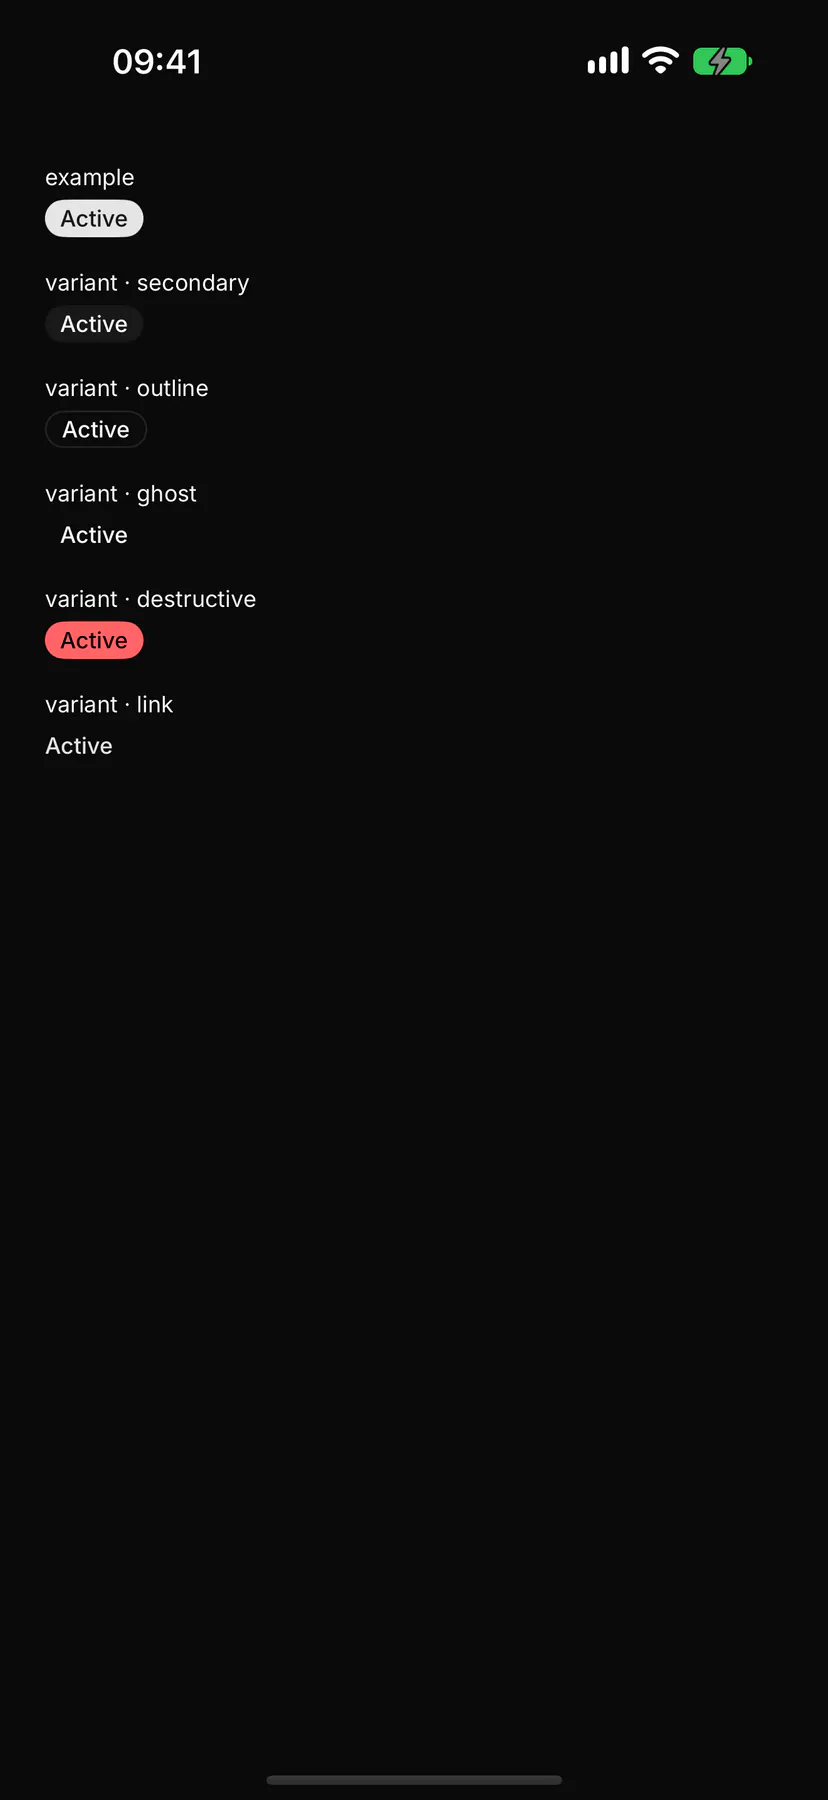 09:41
example
Active
variant · secondary
Active
variant · outline
Active
variant · ghost
Active
variant · destructive
Active
variant · link
Active